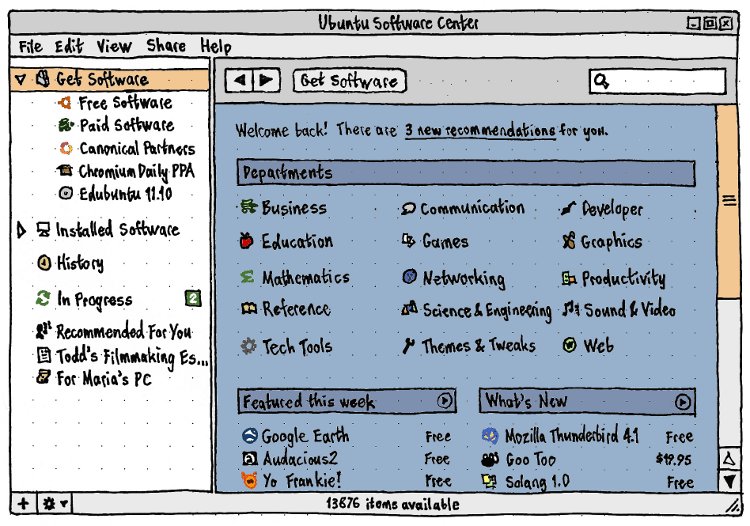 Ubuntu Software Center
File Edit View Share Help
Get Software
Free Software
Paid Software
Canonical Partners
Chromium Daily PPA
Edubuntu 11.10
Installed Software
History
In Progress 2
Recommended For You
Todd's Filmmaking Es...
For Maria's PC
Get Software
Welcome back! There are 3 new recommendations for you.
Departments
Business Communication Developer
Education Games Graphics
Mathematics Networking Productivity
Reference Science & Engineering Sound & Video
Tech Tools Themes & Tweaks Web
Featured this week What's New
Google Earth Free Mozilla Thunderbird 4.1 Free
Audacious2 Free Goo Too $19.95
Yo Frankie! Free Solang 1.0 Free
13676 items available